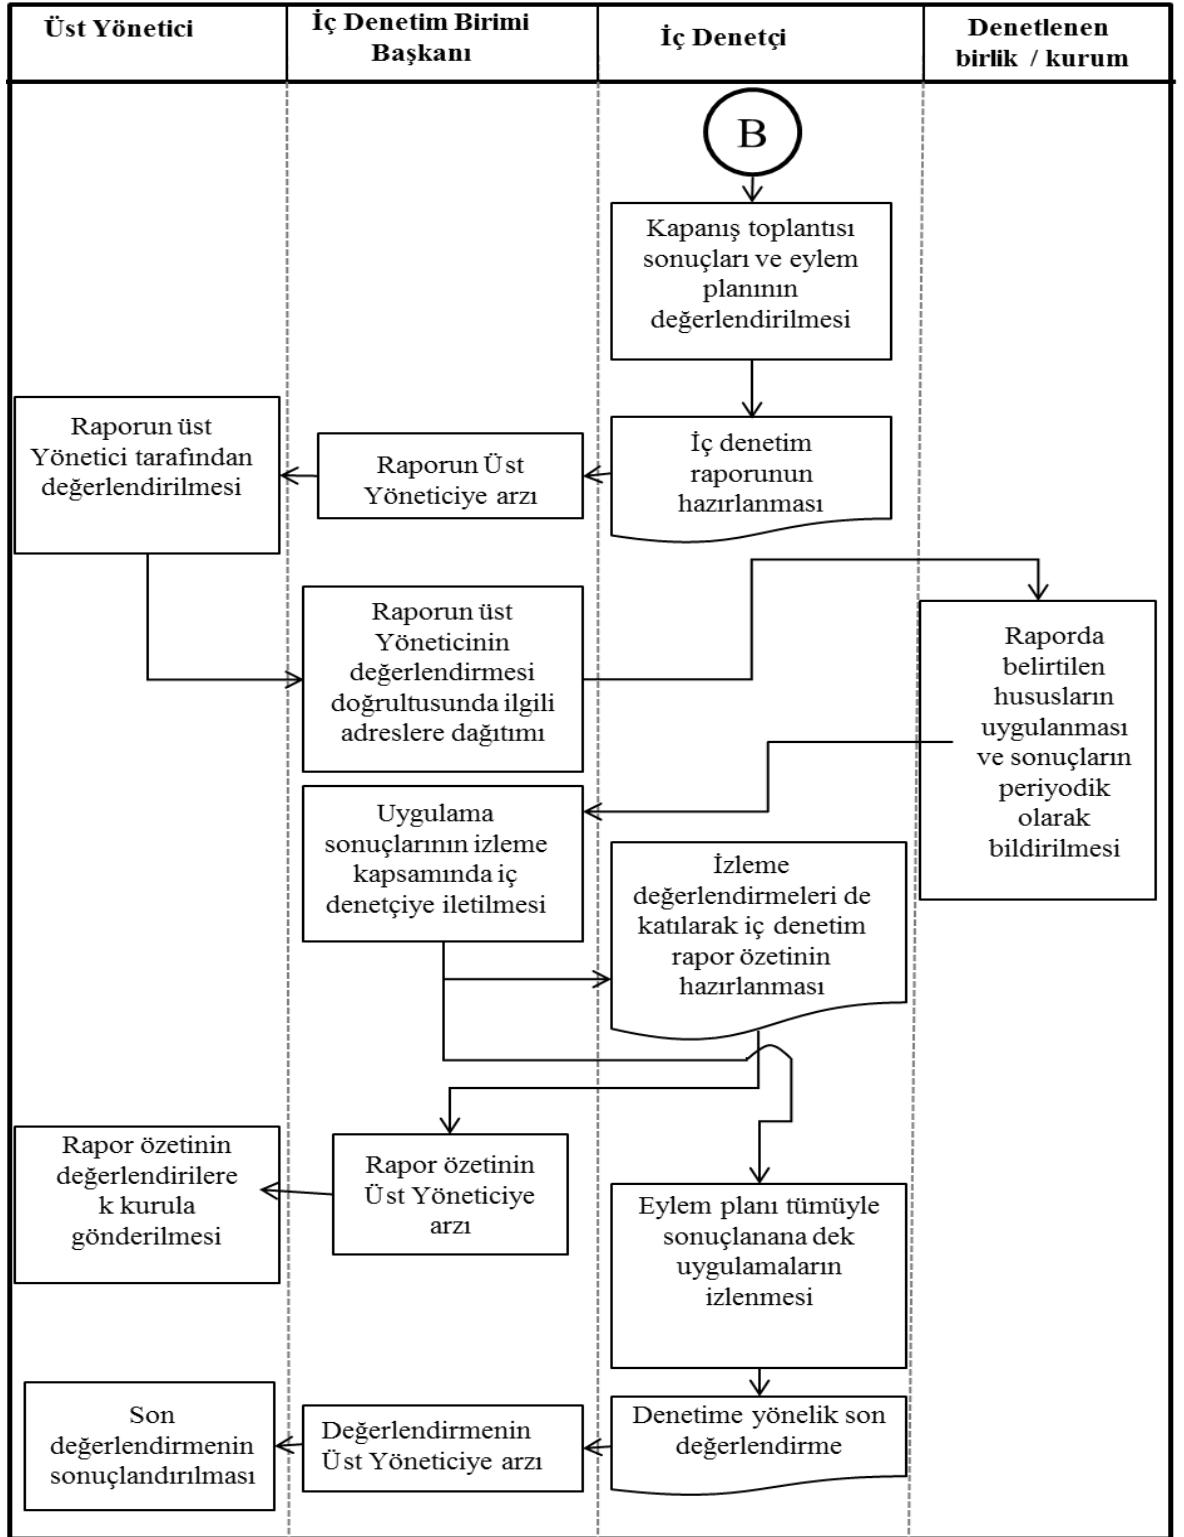 Üst Yönetici
İç Denetim Birimi
Başkanı
İç Denetçi
Denetlenen
birlik / kurum
B
Kapanış toplantısı
sonuçları ve eylem
planının
değerlendirilmesi
İç denetim
raporunun
hazırlanması
Raporun Üst
Yöneticiye arzı
Raporun üst
Yönetici tarafından
değerlendirilmesi
Raporun üst
Yöneticinin
değerlendirmesi
doğrultusunda ilgili
adreslere dağıtımı
Raporda
belirtilen
hususların
uygulanması
ve sonuçların
periyodik
olarak
bildirilmesi
Uygulama
sonuçlarının izleme
kapsamında iç
denetçiye iletilmesi
İzleme
değerlendirmeleri de
katılarak iç denetim
rapor özetinin
hazırlanması
Rapor özetinin
Üst Yöneticiye
arzı
Rapor özetinin
değerlendirilere
k kurula
gönderilmesi
Eylem planı tümüyle
sonuçlanana dek
uygulamaların
izlenmesi
Denetime yönelik son
değerlendirme
Değerlendirmenin
Üst Yöneticiye arzı
Son
değerlendirmenin
sonuçlandırılması